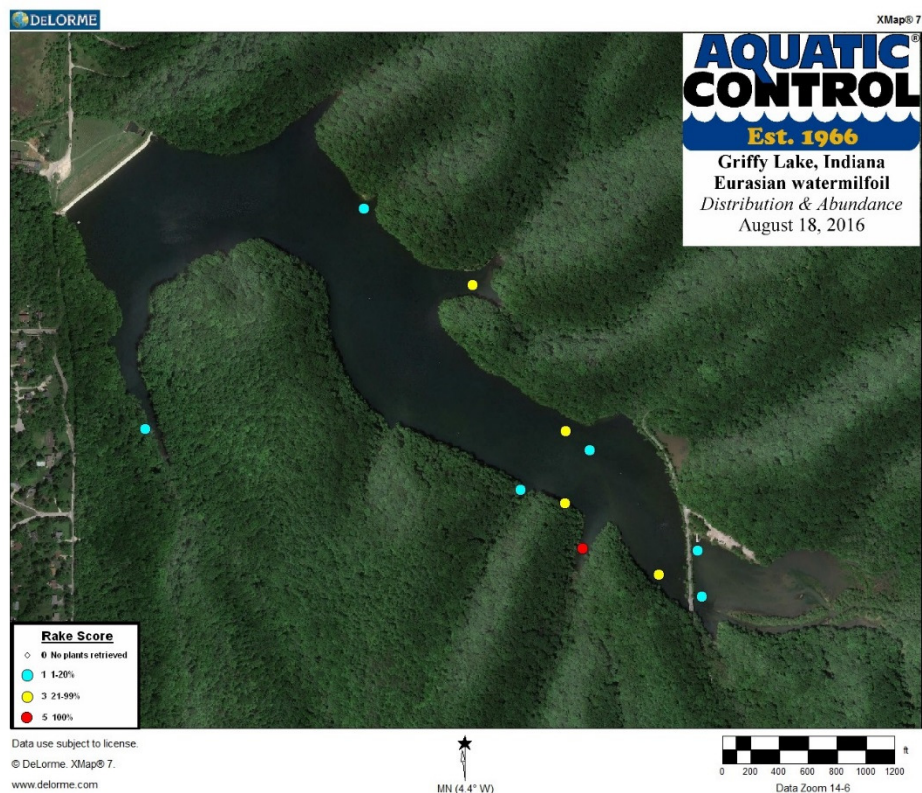 DELORME
XMap® 7
AQUATIC®
CONTROL
Est. 1966
Griffy Lake, Indiana
Eurasian watermilfoil
Distribution & Abundance
August 18, 2016
Rake Score
0 No plants retrieved
1 1-20%
3 21-99%
5 100%
Data use subject to license.
© DeLorme. XMap® 7.
www.delorme.com
MN (4.4° W)
ft
0 200 400 600 800 1000 1200
Data Zoom 14-6